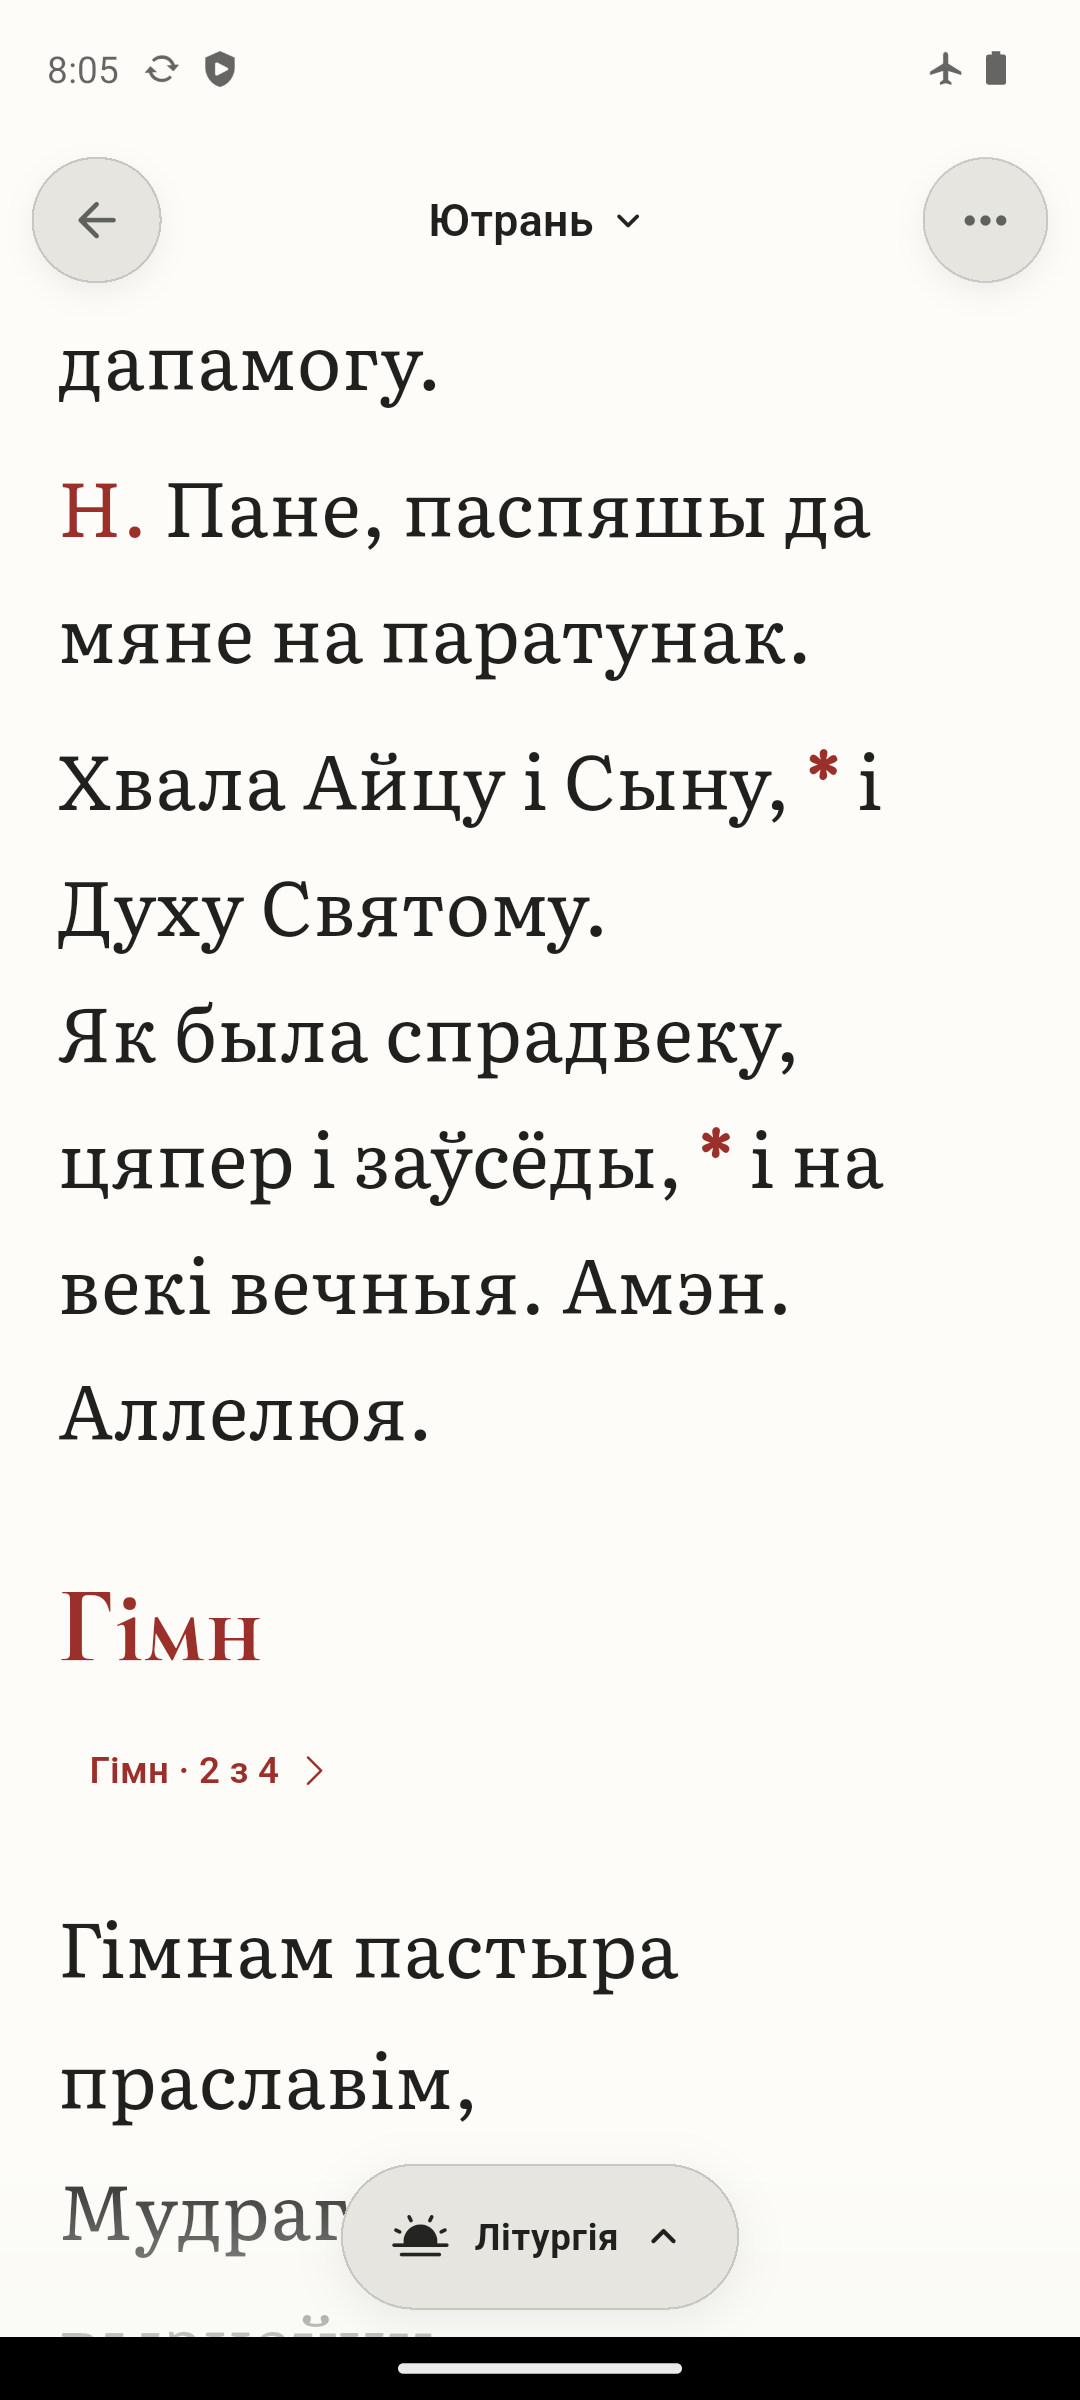 8:05
Ютрань
дапамогу.
Н. Пане, паспяшы да
мяне на паратунак.
Хвала Айцу і Сыну, * і
Духу Святому.
Як была спрадвеку,
цяпер і заўсёды, * і на
векі вечныя. Амэн.
Аллелюя.
Гімн
Гімн · 2 з 4
Гімнам пастыра
праславім,
Літургія